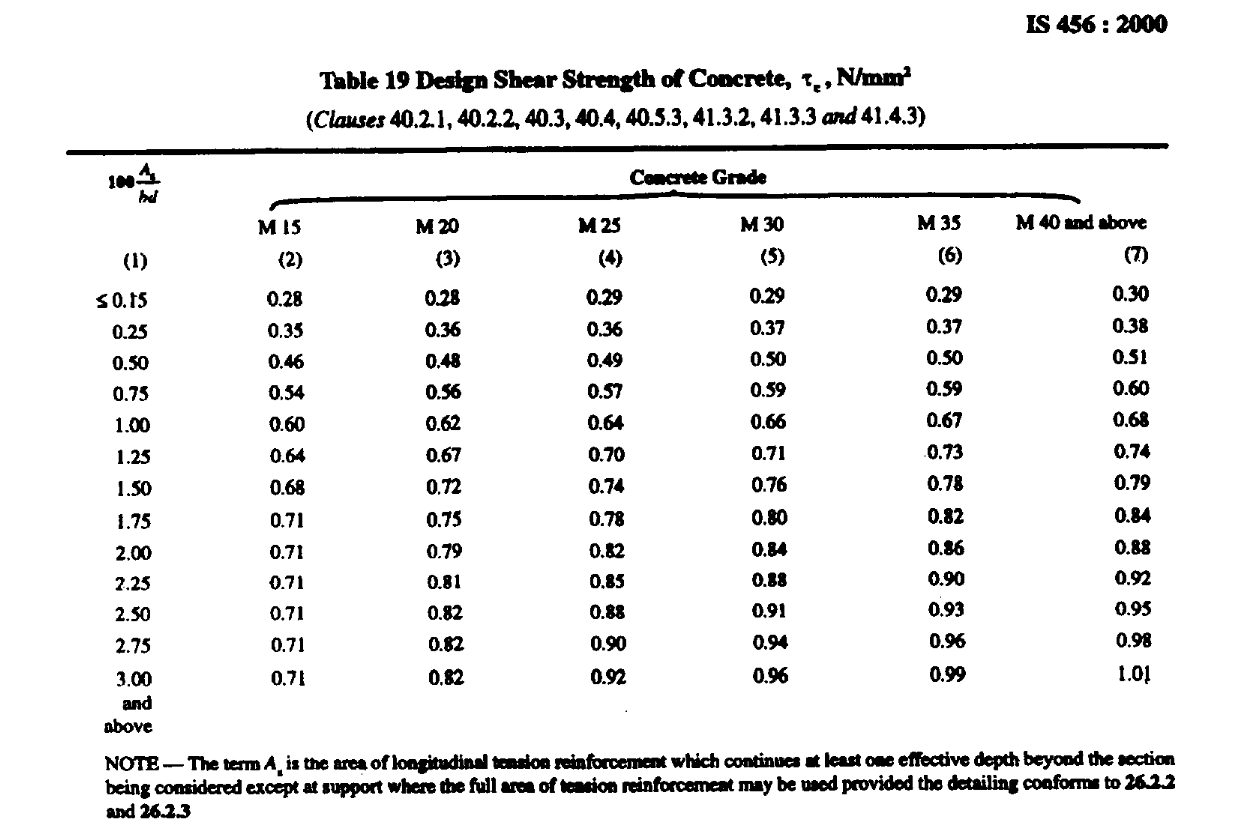 IS 456 : 2000
Table 19 Design Shear Strength of Concrete, τc, N/mm²
(Clauses 40.2.1, 40.2.2, 40.3, 40.4, 40.5.3, 41.3.2, 41.3.3 and 41.4.3)
100 As/bd Concrete Grade
M 15 M 20 M 25 M 30 M 35 M 40 and above
(1) (2) (3) (4) (5) (6) (7)
≤ 0.15 0.28 0.28 0.29 0.29 0.29 0.30
0.25 0.35 0.36 0.36 0.37 0.37 0.38
0.50 0.46 0.48 0.49 0.50 0.50 0.51
0.75 0.54 0.56 0.57 0.59 0.59 0.60
1.00 0.60 0.62 0.64 0.66 0.67 0.68
1.25 0.64 0.67 0.70 0.71 0.73 0.74
1.50 0.68 0.72 0.74 0.76 0.78 0.79
1.75 0.71 0.75 0.78 0.80 0.82 0.84
2.00 0.71 0.79 0.82 0.84 0.86 0.88
2.25 0.71 0.81 0.85 0.88 0.90 0.92
2.50 0.71 0.82 0.88 0.91 0.93 0.95
2.75 0.71 0.82 0.90 0.94 0.96 0.98
3.00 0.71 0.82 0.92 0.96 0.99 1.01
and
above
NOTE — The term As is the area of longitudinal tension reinforcement which continues at least one effective depth beyond the section
being considered except at support where the full area of tension reinforcement may be used provided the detailing conforms to 26.2.2
and 26.2.3